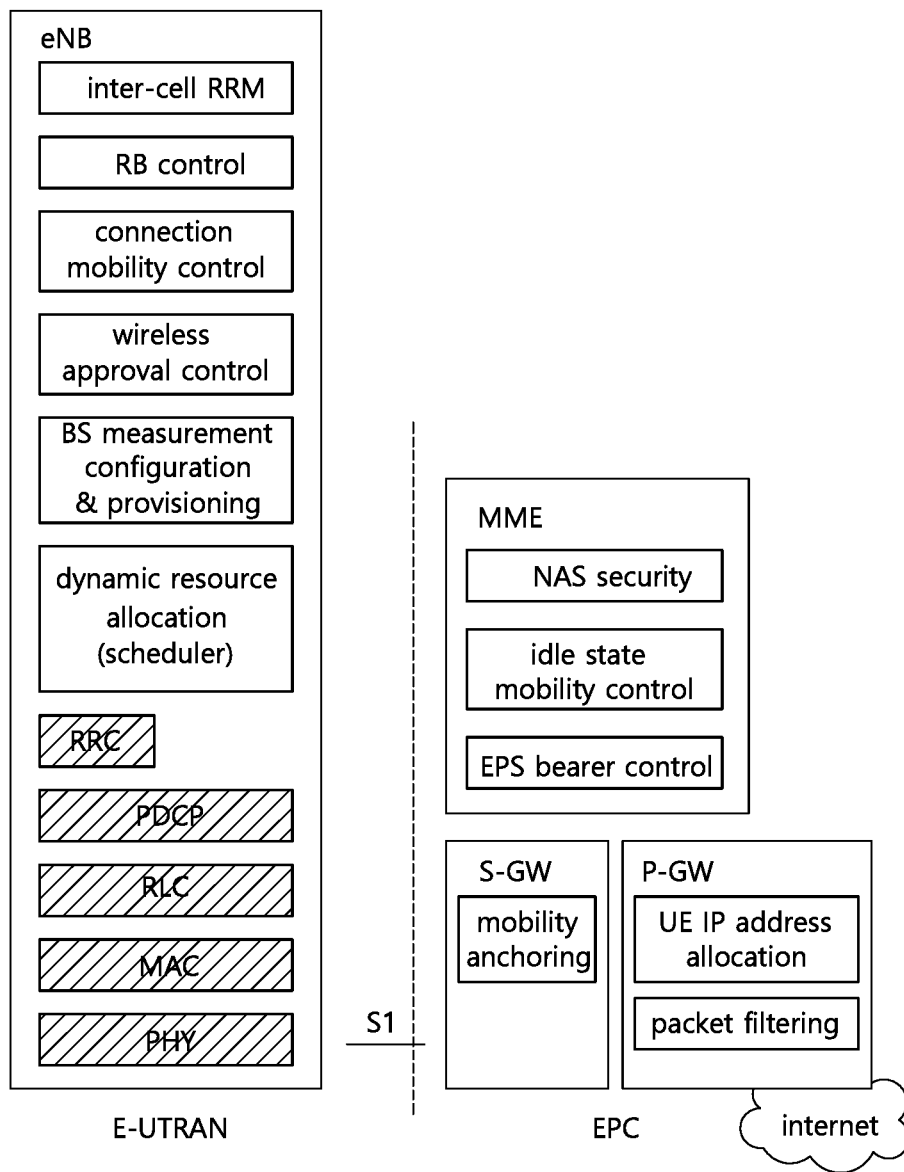 eNB
inter-cell RRM
RB control
connection
mobility control
wireless
approval control
BS measurement
configuration
& provisioning
dynamic resource
allocation
(scheduler)
RRC
PDCP
RLC
MAC
PHY
S1
E-UTRAN
MME
NAS security
idle state
mobility control
EPS bearer control
S-GW
mobility
anchoring
P-GW
UE IP address
allocation
packet filtering
EPC
internet